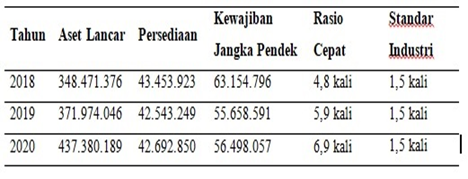 Tahun Aset Lancar Persediaan Kewajiban Jangka Pendek Rasio Cepat Standar Industri
2018 348.471.376 43.453.923 63.154.796 4,8 kali 1,5 kali
2019 371.974.046 42.543.249 55.658.591 5,9 kali 1,5 kali
2020 437.380.189 42.692.850 56.498.057 6,9 kali 1,5 kali